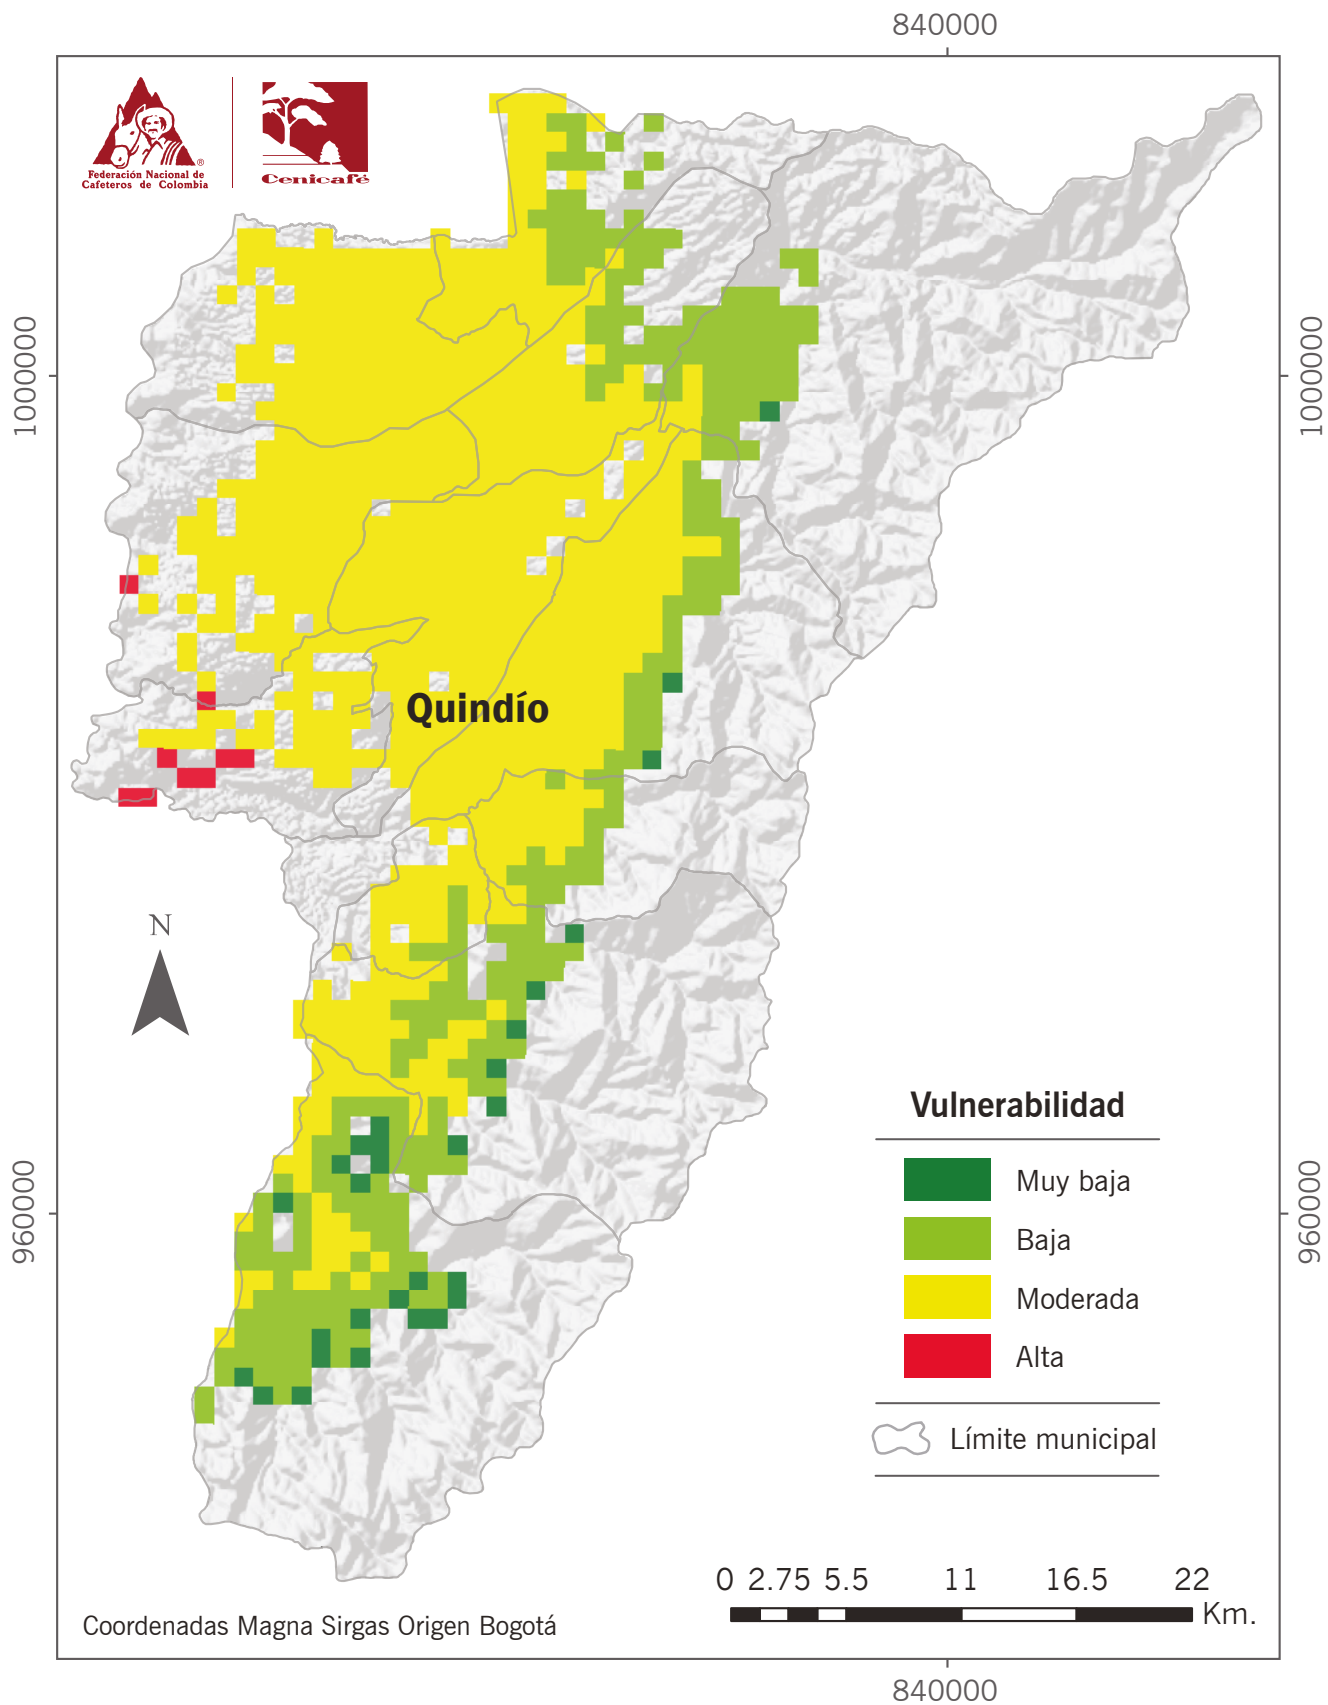 840000
Federación Nacional de
Cafeteros de Colombia
®
Cenicafé
1000000
1000000
Quindío
N
Vulnerabilidad
Muy baja
Baja
Moderada
Alta
Límite municipal
960000
960000
0 2.75 5.5 11 16.5 22
Km.
Coordenadas Magna Sirgas Origen Bogotá
840000